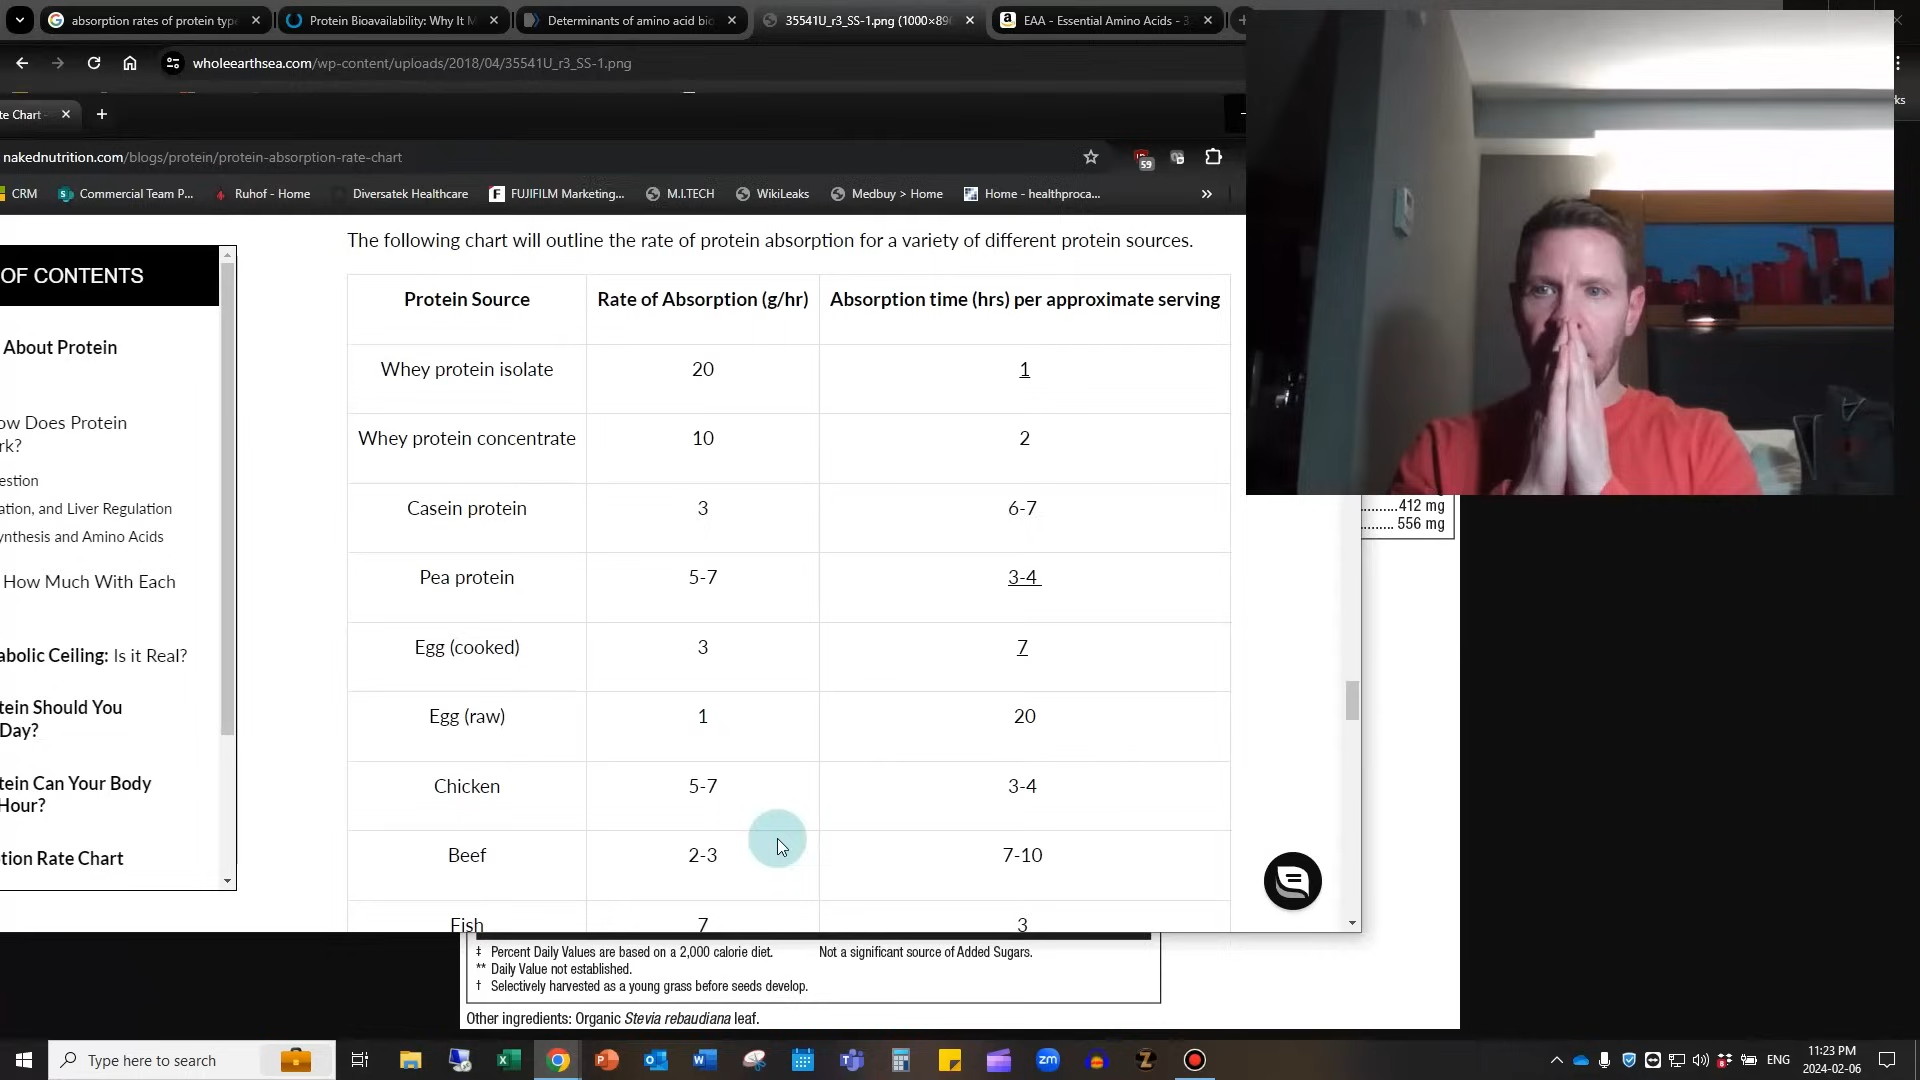 absorption rates of protein type
Protein Bioavailability: Why It M
Determinants of amino acid bio
35541U_r3_SS-1.png (1000×89
EAA - Essential Amino Acids - 3
wholeearthsea.com/wp-content/uploads/2018/04/35541U_r3_SS-1.png
te Chart -
nakednutrition.com/blogs/protein/protein-absorption-rate-chart
59
ks
CRM
Commercial Team P...
Ruhof - Home
Diversatek Healthcare
FUJIFILM Marketing...
M.I.TECH
WikiLeaks
Medbuy > Home
Home - healthproca...
OF CONTENTS
About Protein
ow Does Protein
rk?
estion
ation, and Liver Regulation
ynthesis and Amino Acids
How Much With Each
abolic Ceiling: Is it Real?
tein Should You
Day?
tein Can Your Body
Hour?
tion Rate Chart
The following chart will outline the rate of protein absorption for a variety of different protein sources.
Protein Source Rate of Absorption (g/hr) Absorption time (hrs) per approximate serving
Whey protein isolate 20 1
Whey protein concentrate 10 2
Casein protein 3 6-7
Pea protein 5-7 3-4
Egg (cooked) 3 7
Egg (raw) 1 20
Chicken 5-7 3-4
Beef 2-3 7-10
Fish 7 3
..........412 mg
.......... 556 mg
‡ Percent Daily Values are based on a 2,000 calorie diet. Not a significant source of Added Sugars.
** Daily Value not established.
† Selectively harvested as a young grass before seeds develop.
Other ingredients: Organic Stevia rebaudiana leaf.
Type here to search
zm
ENG
11:23 PM
2024-02-06